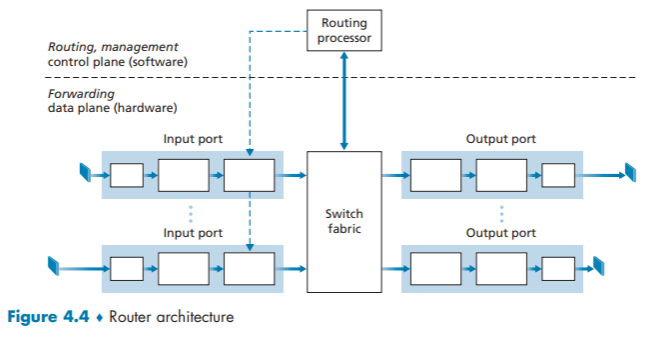 Routing
processor
Routing, management
control plane (software)
Forwarding
data plane (hardware)
Input port
Output port
Switch
fabric
Input port
Output port
Figure 4.4 ♦ Router architecture